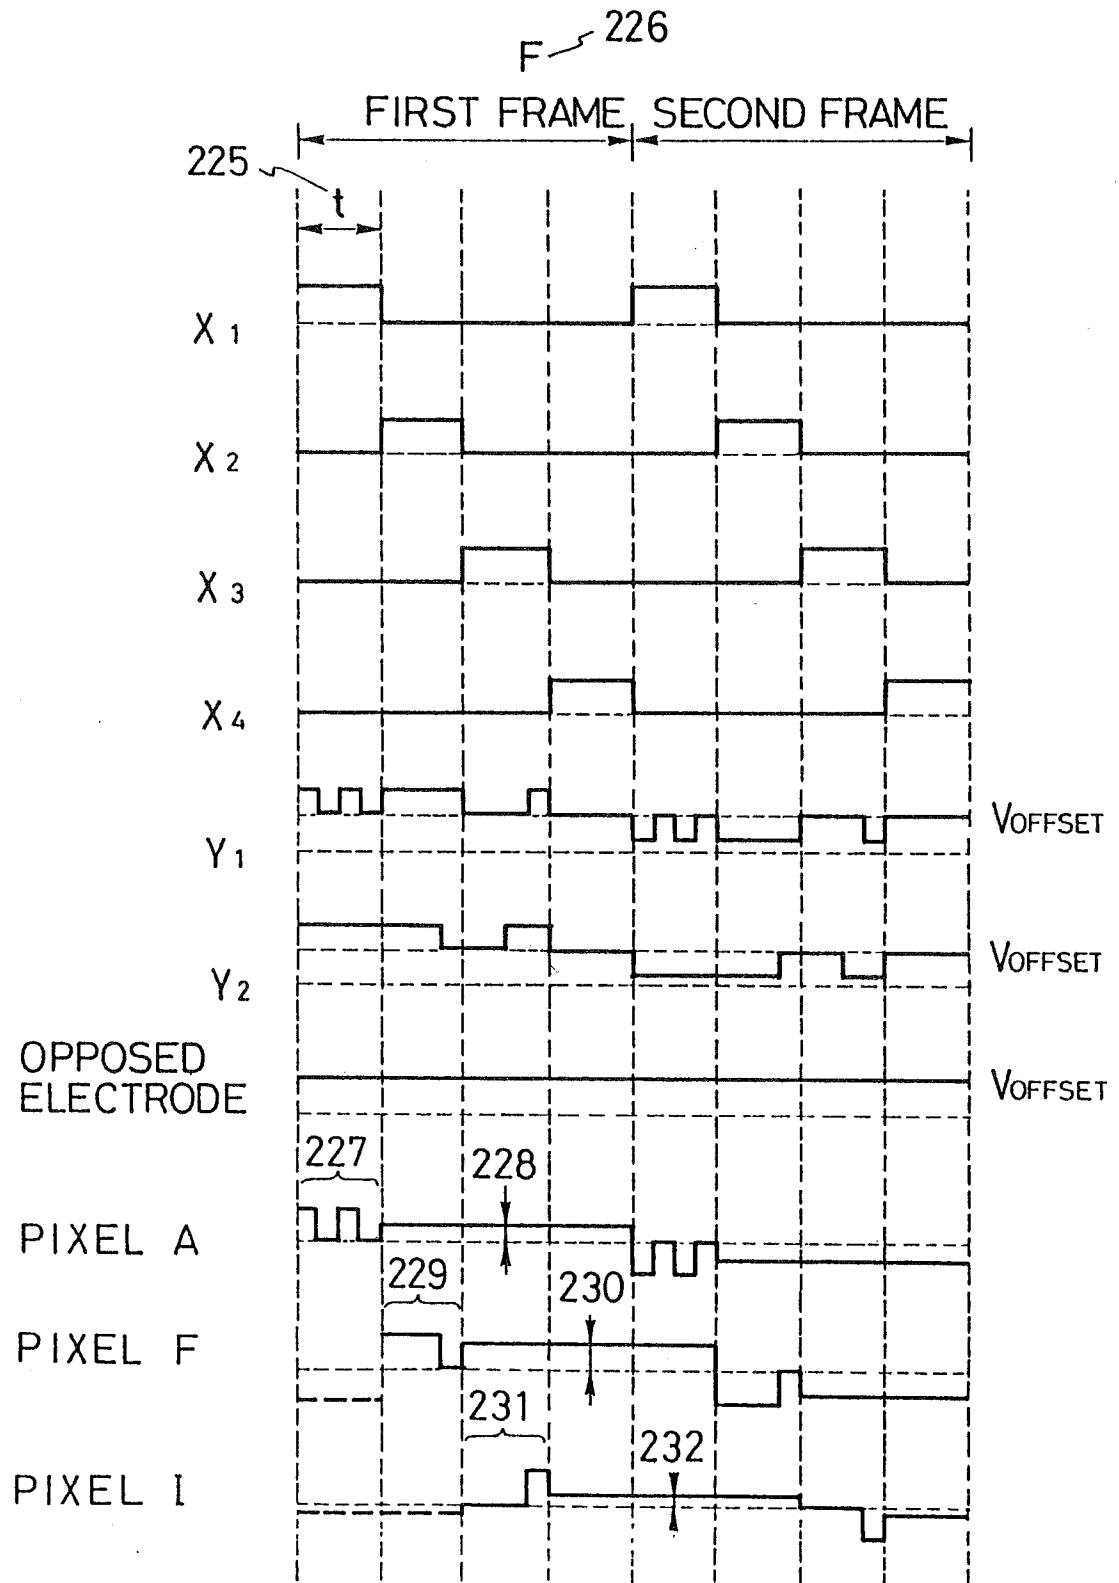 226
F
FIRST FRAME SECOND FRAME
225
t
X1
X2
X3
X4
Y1 VOFFSET
Y2 VOFFSET
OPPOSED
ELECTRODE VOFFSET
227 228
PIXEL A
229 230
PIXEL F
231 232
PIXEL I